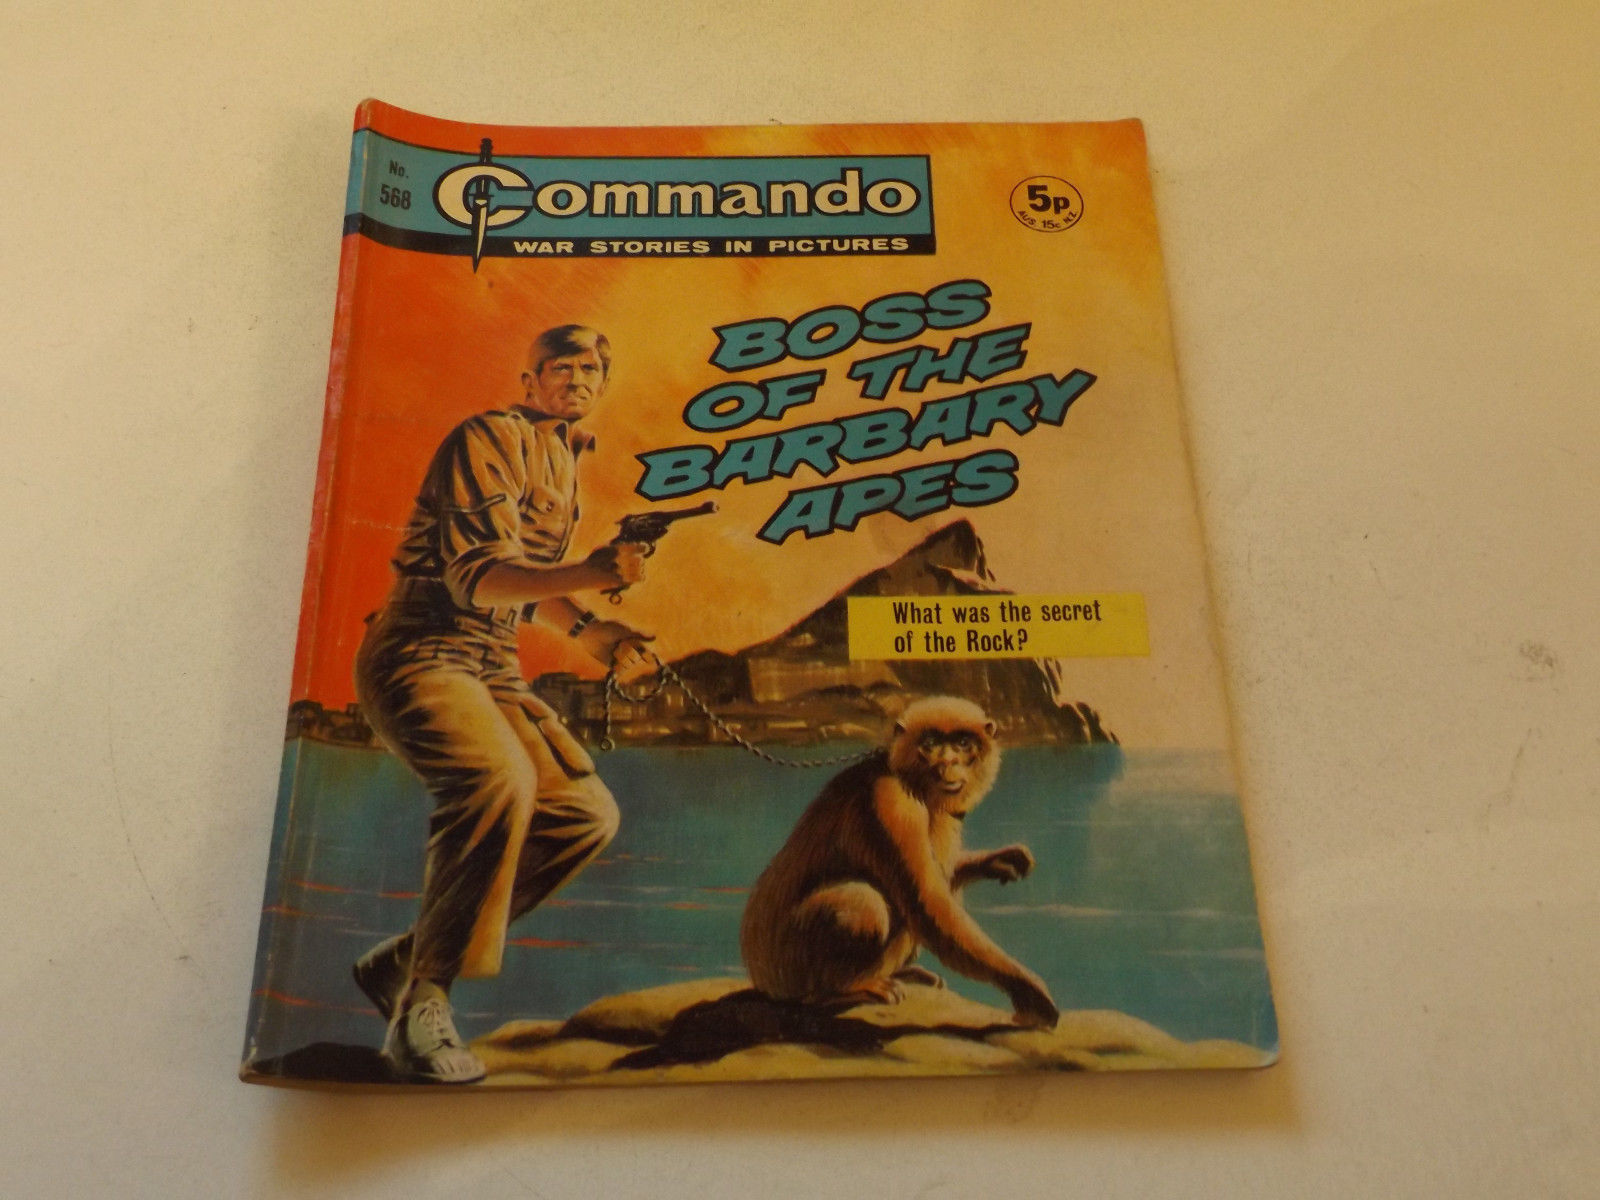 No.
568
Commando
WAR STORIES IN PICTURES
5p
AUS. 15c N.Z.
BOSS
OF THE
BARBARY
APES
What was the secret
of the Rock?